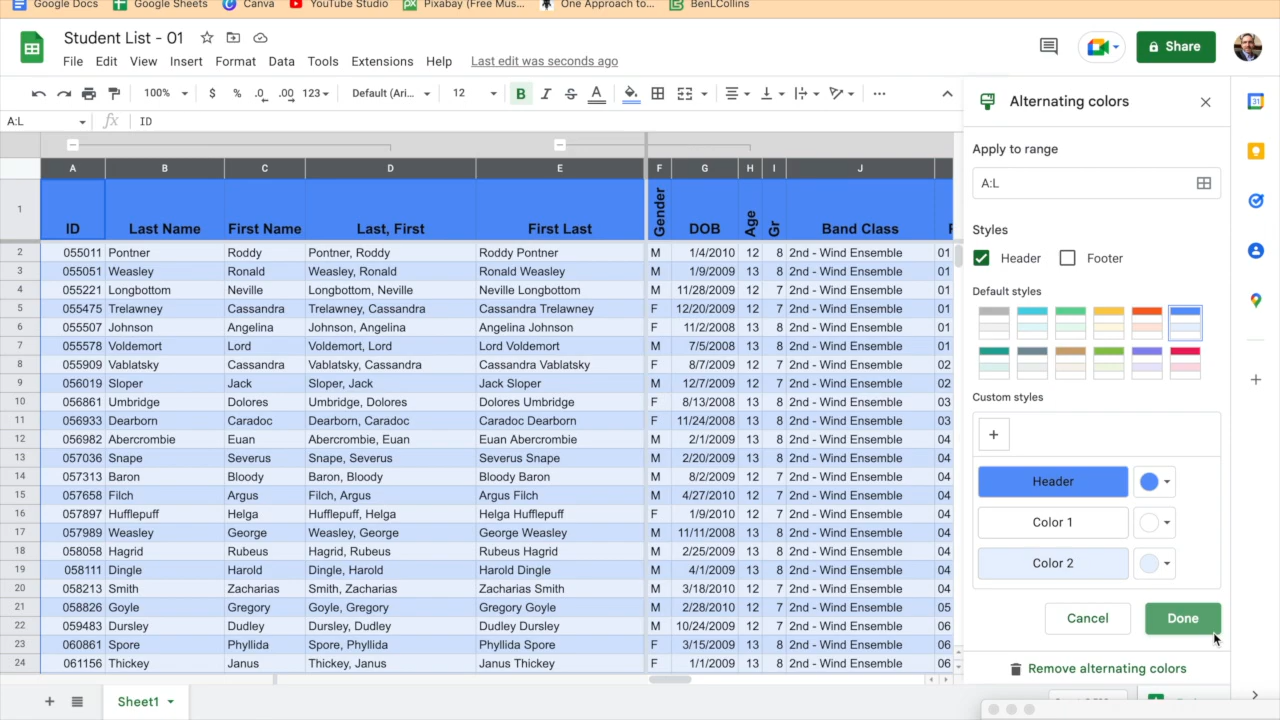 Google Docs Google Sheets Canva YouTube Studio Pixabay (Free Mus... One Approach to... BenLCollins
Student List - 01
File Edit View Insert Format Data Tools Extensions Help Last edit was seconds ago
Share
100% $ % .0 .00 123 Default (Ari... 12 B I S A
A:L fx ID
A B C D E F G H I J
1 ID Last Name First Name Last, First First Last Gender DOB Age Gr Band Class
2 055011 Pontner Roddy Pontner, Roddy Roddy Pontner M 1/4/2010 12 8 2nd - Wind Ensemble 01
3 055051 Weasley Ronald Weasley, Ronald Ronald Weasley M 1/9/2009 13 8 2nd - Wind Ensemble 01
4 055221 Longbottom Neville Longbottom, Neville Neville Longbottom M 11/28/2009 12 7 2nd - Wind Ensemble 01
5 055475 Trelawney Cassandra Trelawney, Cassandra Cassandra Trelawney F 12/20/2009 12 7 2nd - Wind Ensemble 01
6 055507 Johnson Angelina Johnson, Angelina Angelina Johnson F 11/2/2008 13 8 2nd - Wind Ensemble 01
7 055578 Voldemort Lord Voldemort, Lord Lord Voldemort M 7/5/2008 13 8 2nd - Wind Ensemble 01
8 055909 Vablatsky Cassandra Vablatsky, Cassandra Cassandra Vablatsky F 8/7/2009 12 7 2nd - Wind Ensemble 02
9 056019 Sloper Jack Sloper, Jack Jack Sloper M 12/7/2009 12 7 2nd - Wind Ensemble 02
10 056861 Umbridge Dolores Umbridge, Dolores Dolores Umbridge F 8/13/2008 13 8 2nd - Wind Ensemble 03
11 056933 Dearborn Caradoc Dearborn, Caradoc Caradoc Dearborn F 11/24/2008 13 8 2nd - Wind Ensemble 03
12 056982 Abercrombie Euan Abercrombie, Euan Euan Abercrombie M 2/1/2009 13 8 2nd - Wind Ensemble 04
13 057036 Snape Severus Snape, Severus Severus Snape M 2/20/2009 13 8 2nd - Wind Ensemble 04
14 057313 Baron Bloody Baron, Bloody Bloody Baron M 8/2/2009 12 7 2nd - Wind Ensemble 04
15 057658 Filch Argus Filch, Argus Argus Filch M 4/27/2010 12 7 2nd - Wind Ensemble 04
16 057897 Hufflepuff Helga Hufflepuff, Helga Helga Hufflepuff F 1/9/2010 12 7 2nd - Wind Ensemble 04
17 057989 Weasley George Weasley, George George Weasley M 11/11/2008 13 8 2nd - Wind Ensemble 04
18 058058 Hagrid Rubeus Hagrid, Rubeus Rubeus Hagrid M 2/25/2009 13 8 2nd - Wind Ensemble 04
19 058111 Dingle Harold Dingle, Harold Harold Dingle M 4/1/2009 13 8 2nd - Wind Ensemble 04
20 058213 Smith Zacharias Smith, Zacharias Zacharias Smith M 3/18/2010 12 7 2nd - Wind Ensemble 04
21 058826 Goyle Gregory Goyle, Gregory Gregory Goyle M 2/28/2010 12 7 2nd - Wind Ensemble 05
22 059483 Dursley Dudley Dursley, Dudley Dudley Dursley M 10/24/2009 12 7 2nd - Wind Ensemble 06
23 060861 Spore Phyllida Spore, Phyllida Phyllida Spore F 3/15/2009 13 8 2nd - Wind Ensemble 06
24 061156 Thickey Janus Thickey, Janus Janus Thickey F 1/1/2009 13 8 2nd - Wind Ensemble 06
Sheet1
Alternating colors
Apply to range
A:L
Styles
Header Footer
Default styles
Custom styles
Header
Color 1
Color 2
Cancel Done
Remove alternating colors